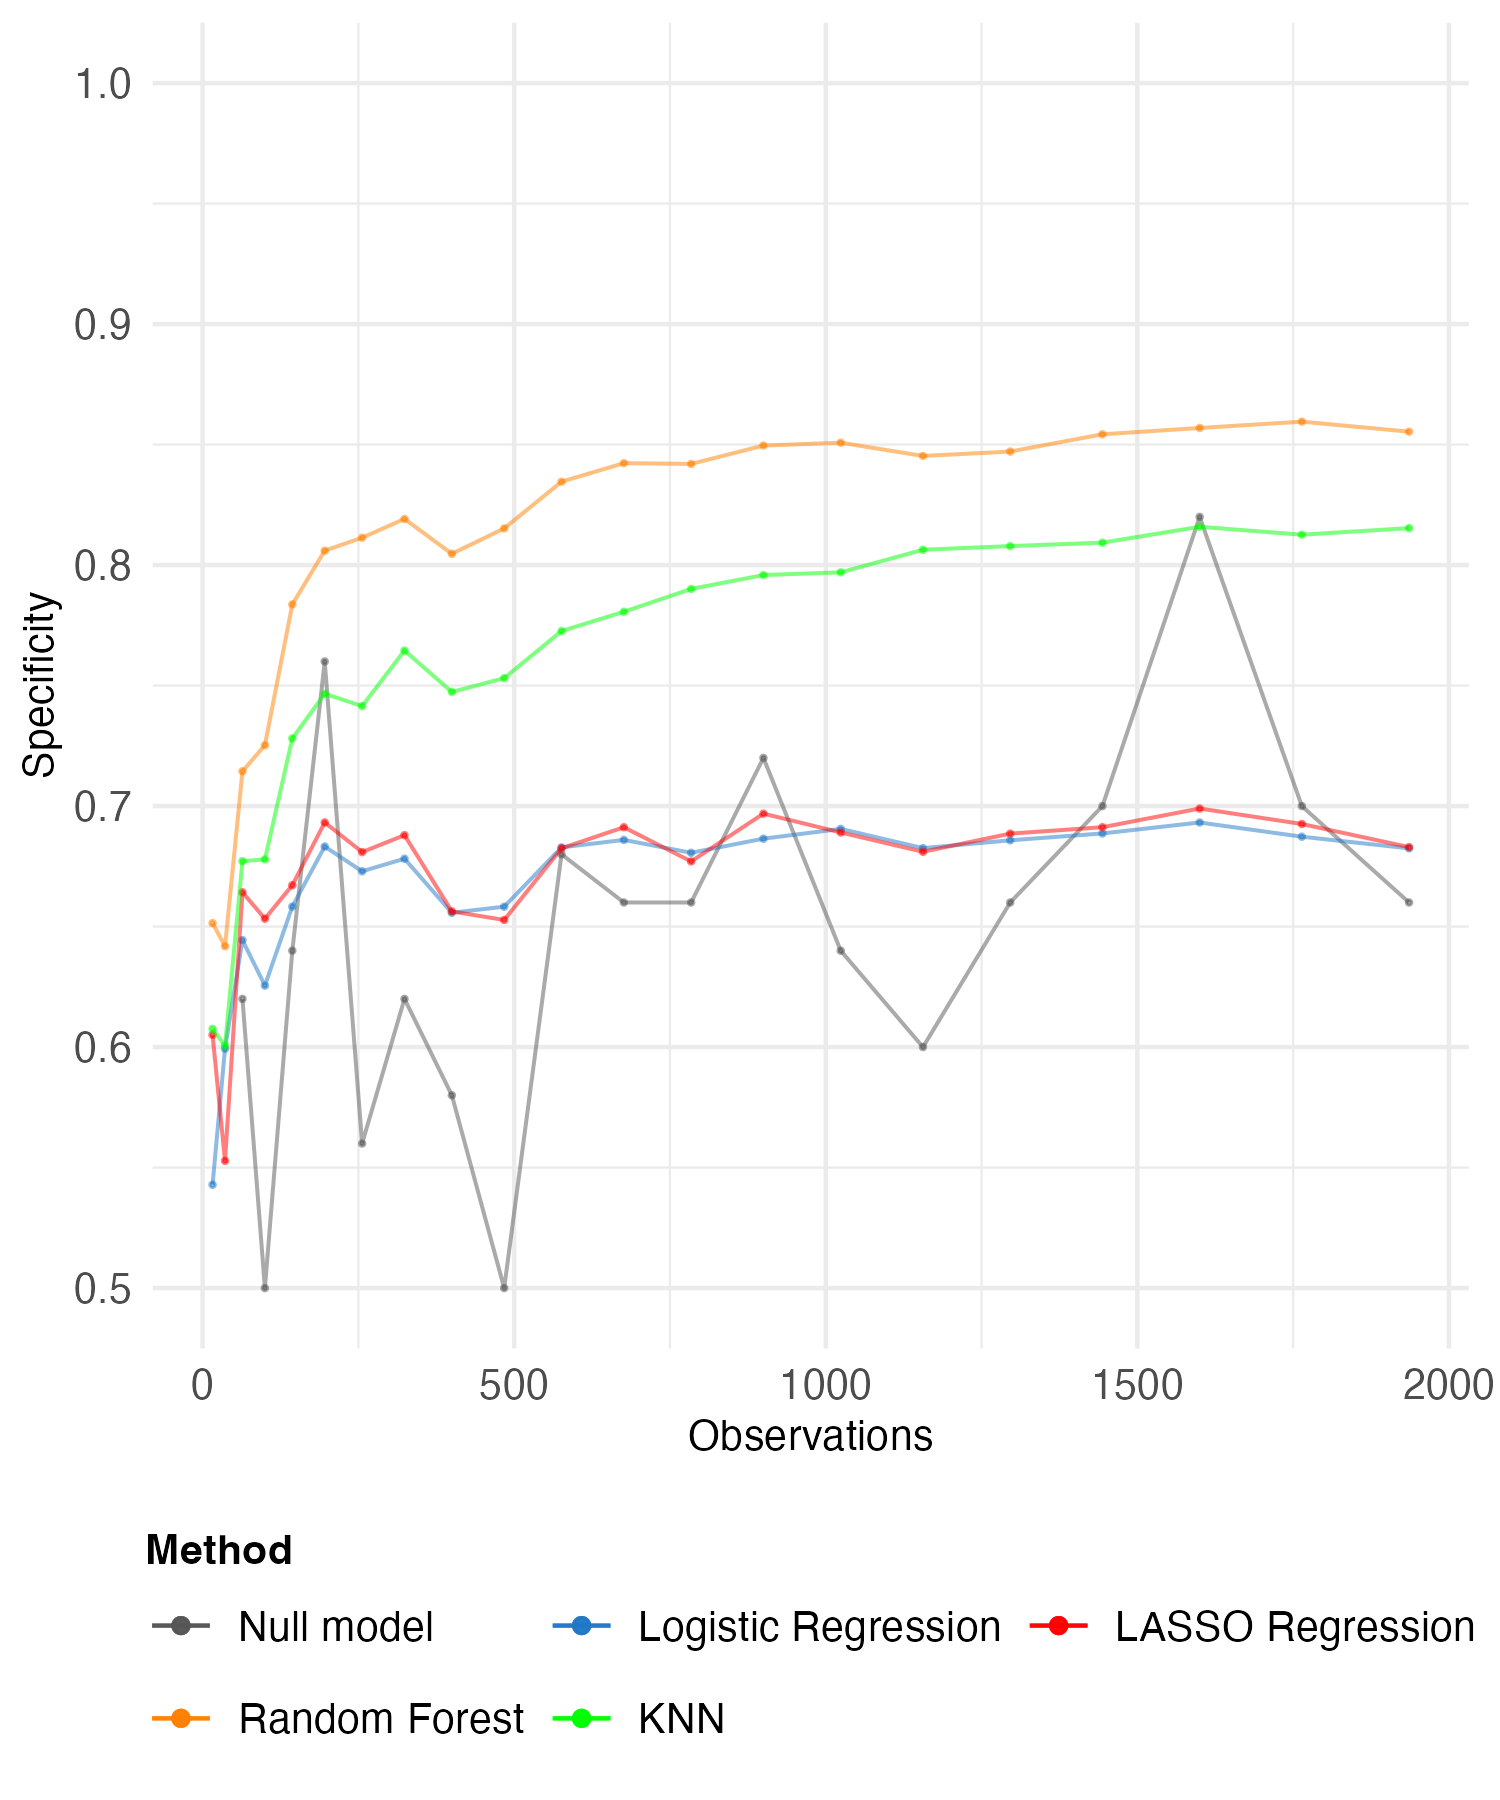 1.0
0.9
0.8
0.7
0.6
0.5
Specificity
0 500 1000 1500 2000
Observations
Method
Null model Logistic Regression LASSO Regression
Random Forest KNN